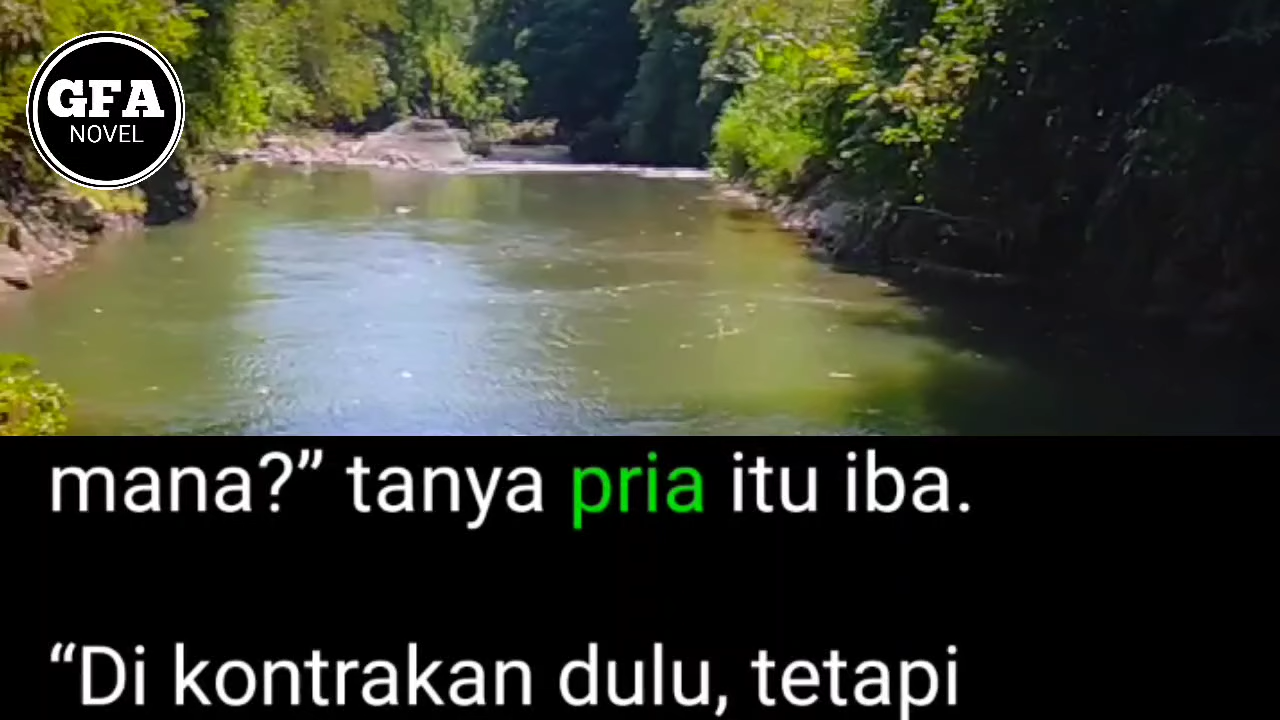 GFA
NOVEL
mana?” tanya pria itu iba.
“Di kontrakan dulu, tetapi